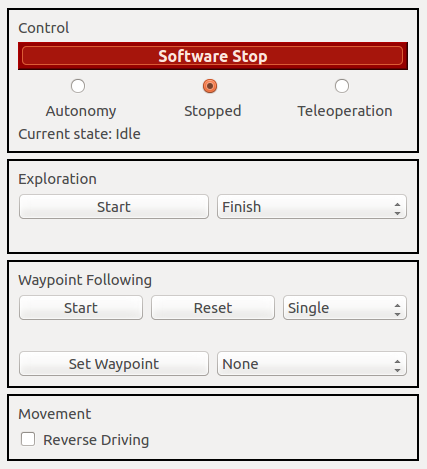 Control
Software Stop
Autonomy Stopped Teleoperation
Current state: Idle
Exploration
Start Finish
Waypoint Following
Start Reset Single
Set Waypoint None
Movement
Reverse Driving